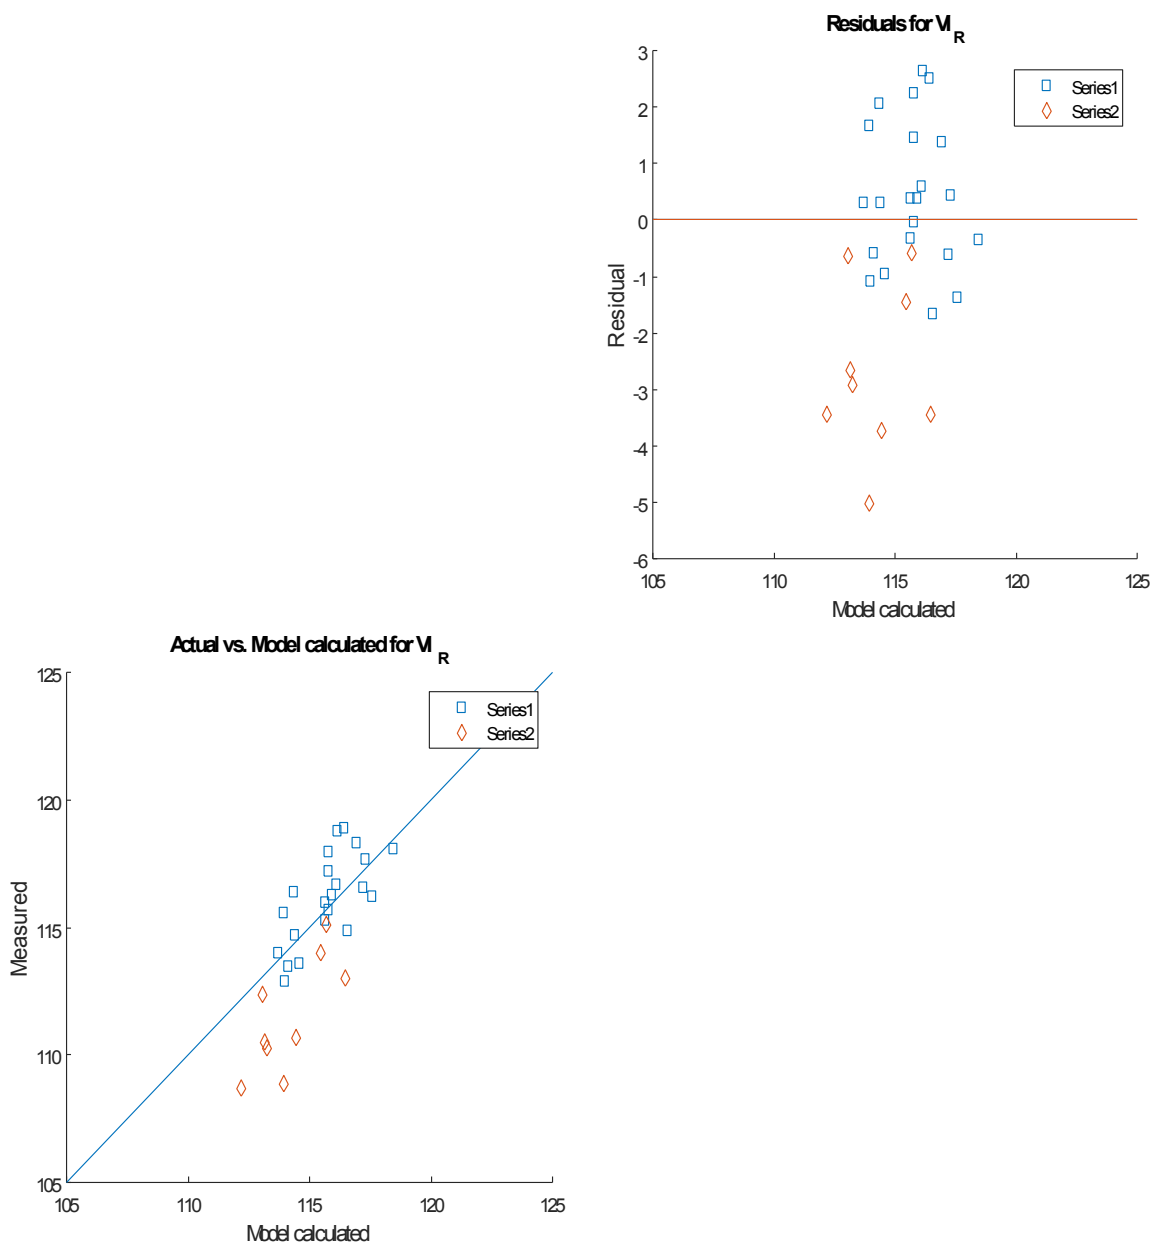 Residuals for VI R
3
2
1
0
-1
-2
-3
-4
-5
-6
Residual
Series1
Series2
105 110 115 120 125
Model calculated
Actual vs. Model calculated for VI R
125
120
115
110
105
Measured
Series1
Series2
105 110 115 120 125
Model calculated